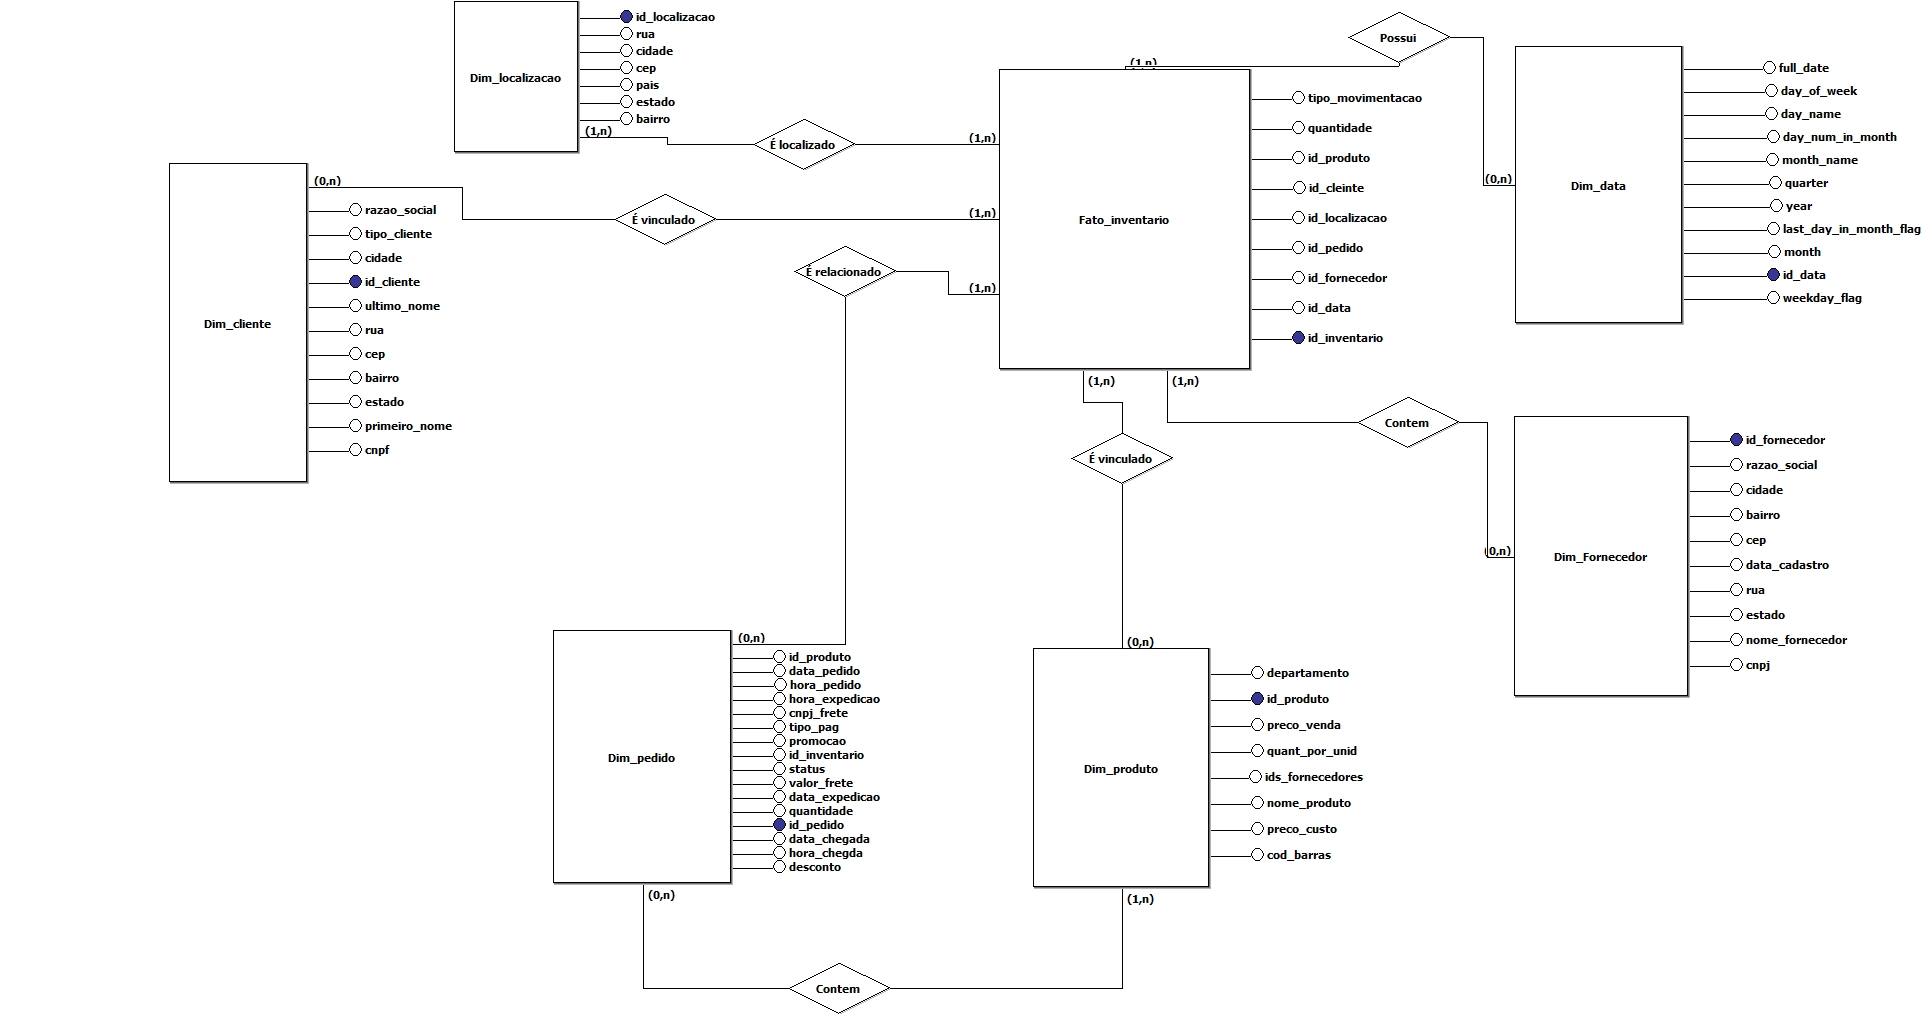 Dim_localizacao
id_localizacao
rua
cidade
cep
pais
estado
bairro
(1,n)
É localizado
(1,n)
Dim_cliente
(0,n)
razao_social
tipo_cliente
cidade
id_cliente
ultimo_nome
rua
cep
bairro
estado
primeiro_nome
cnpf
É vinculado
(1,n)
É relacionado
(1,n)
Fato_inventario
(1,n)
tipo_movimentacao
quantidade
id_produto
id_cleinte
id_localizacao
id_pedido
id_fornecedor
id_data
id_inventario
Possui
(0,n)
Dim_data
full_date
day_of_week
day_name
day_num_in_month
month_name
quarter
year
last_day_in_month_flag
month
id_data
weekday_flag
(1,n)
(1,n)
É vinculado
Contem
(0,n)
Dim_Fornecedor
id_fornecedor
razao_social
cidade
bairro
cep
data_cadastro
rua
estado
nome_fornecedor
cnpj
Dim_pedido
(0,n)
id_produto
data_pedido
hora_pedido
hora_expedicao
cnpj_frete
tipo_pag
promocao
id_inventario
status
valor_frete
data_expedicao
quantidade
id_pedido
data_chegada
hora_chegda
desconto
(0,n)
(0,n)
Dim_produto
departamento
id_produto
preco_venda
quant_por_unid
ids_fornecedores
nome_produto
preco_custo
cod_barras
(1,n)
Contem